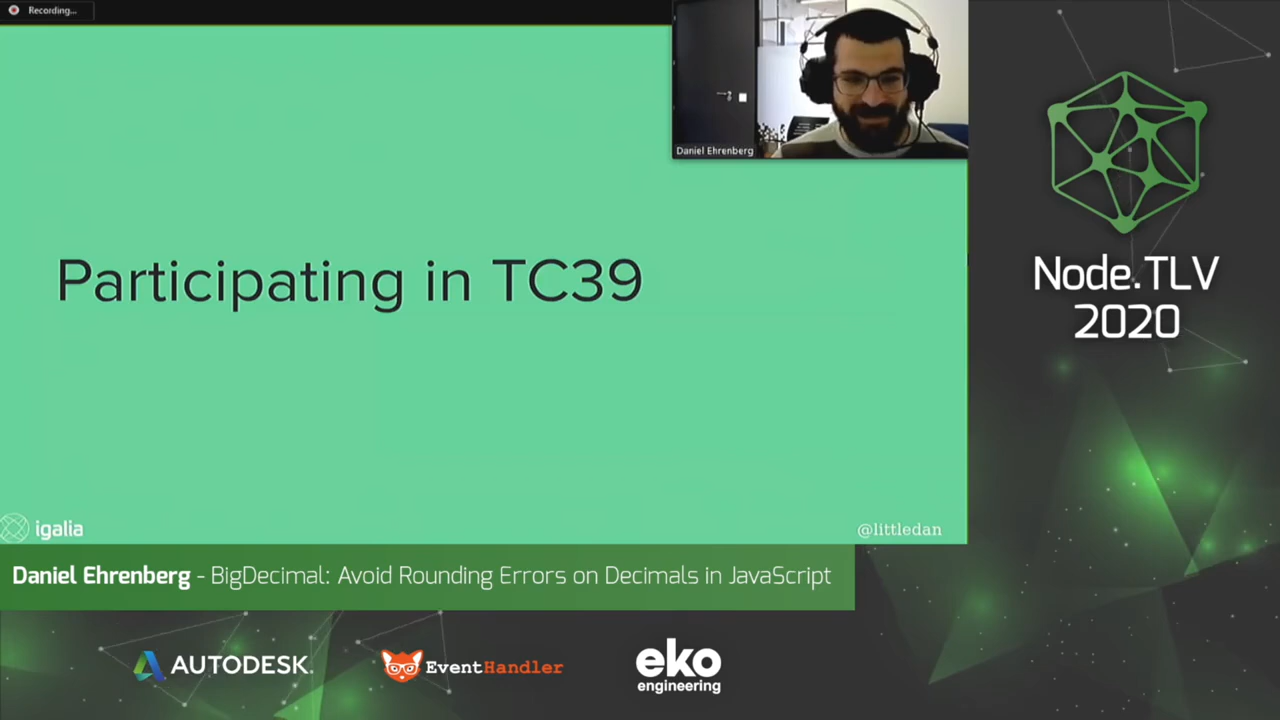 Recording...
Daniel Ehrenberg
Participating in TC39
igalia
@littledan
Node.TLV
2020
Daniel Ehrenberg - BigDecimal: Avoid Rounding Errors on Decimals in JavaScript
AUTODESK.
EventHandler
eko
engineering